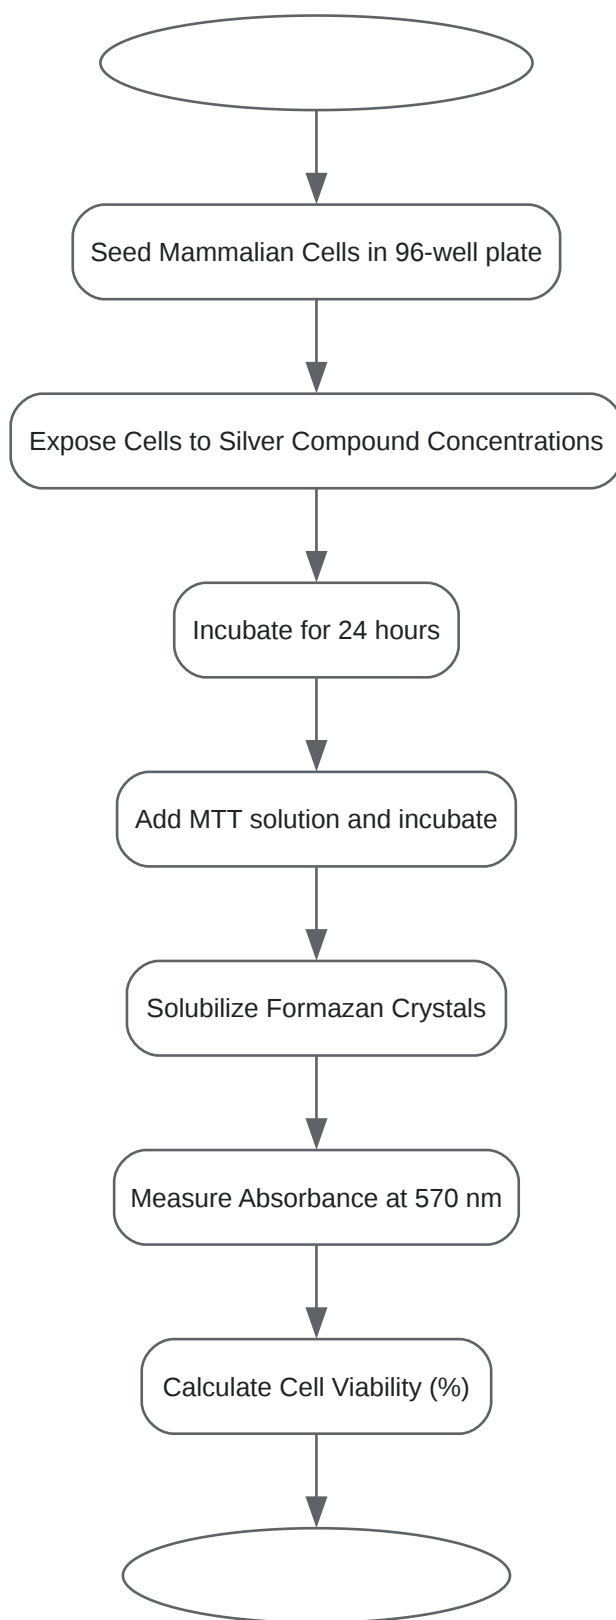 Seed Mammalian Cells in 96-well plate
Expose Cells to Silver Compound Concentrations
Incubate for 24 hours
Add MTT solution and incubate
Solubilize Formazan Crystals
Measure Absorbance at 570 nm
Calculate Cell Viability (%)